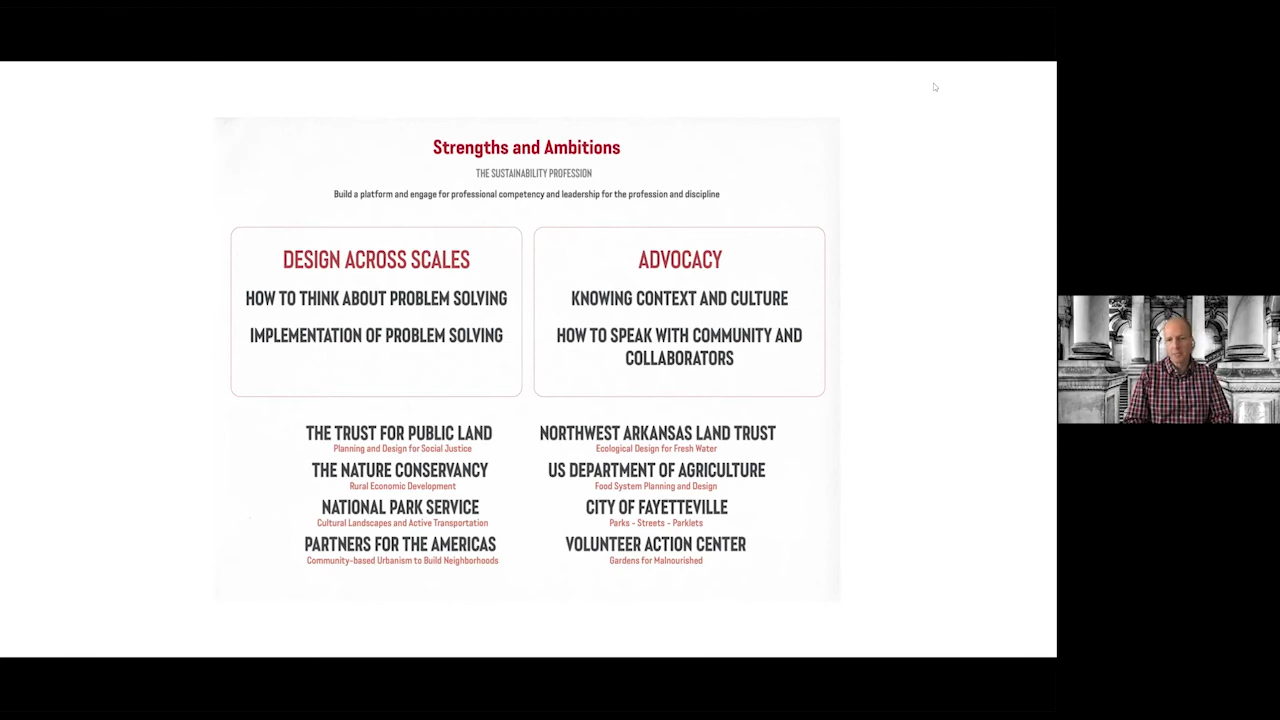 Strengths and Ambitions
THE SUSTAINABILITY PROFESSION
Build a platform and engage for professional competency and leadership for the profession and discipline
DESIGN ACROSS SCALES
HOW TO THINK ABOUT PROBLEM SOLVING
IMPLEMENTATION OF PROBLEM SOLVING
ADVOCACY
KNOWING CONTEXT AND CULTURE
HOW TO SPEAK WITH COMMUNITY AND
COLLABORATORS
THE TRUST FOR PUBLIC LAND
Planning and Design for Social Justice
THE NATURE CONSERVANCY
Rural Economic Development
NATIONAL PARK SERVICE
Cultural Landscapes and Active Transportation
PARTNERS FOR THE AMERICAS
Community-based Urbanism to Build Neighborhoods
NORTHWEST ARKANSAS LAND TRUST
Ecological Design for Fresh Water
US DEPARTMENT OF AGRICULTURE
Food System Planning and Design
CITY OF FAYETTEVILLE
Parks - Streets - Parklets
VOLUNTEER ACTION CENTER
Gardens for Malnourished